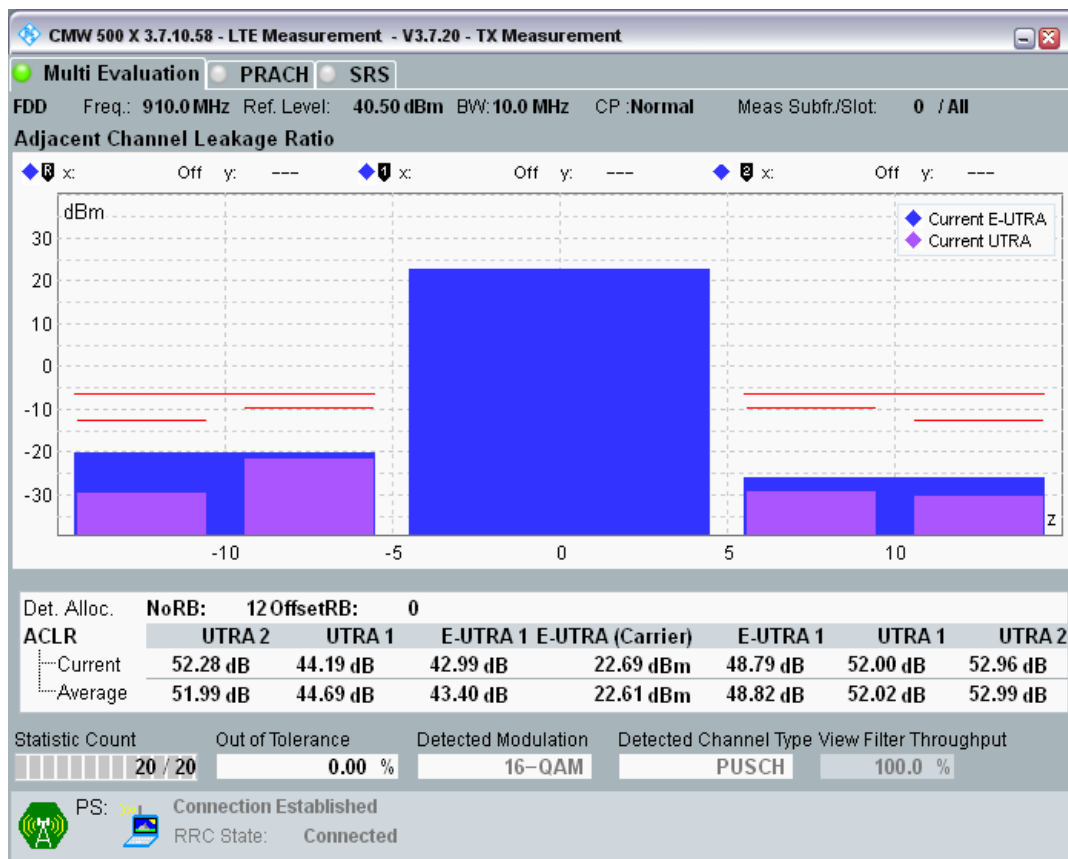 CMW 500 X 3.7.10.58 - LTE Measurement - V3.7.20 - TX Measurement
Multi Evaluation PRACH SRS
FDD Freq.: 910.0 MHz Ref. Level: 40.50 dBm BW: 10.0 MHz CP :Normal Meas Subfr./Slot: 0 / All
Adjacent Channel Leakage Ratio
R x: Off y: --- 1 x: Off y: --- 2 x: Off y: ---
dBm
Current E-UTRA
Current UTRA
30
20
10
0
-10
-20
-30
z
-10 -5 0 5 10
Det. Alloc. NoRB: 12 OffsetRB: 0
ACLR UTRA 2 UTRA 1 E-UTRA 1 E-UTRA (Carrier) E-UTRA 1 UTRA 1 UTRA 2
Current 52.28 dB 44.19 dB 42.99 dB 22.69 dBm 48.79 dB 52.00 dB 52.96 dB
Average 51.99 dB 44.69 dB 43.40 dB 22.61 dBm 48.82 dB 52.02 dB 52.99 dB
Statistic Count Out of Tolerance Detected Modulation Detected Channel Type View Filter Throughput
20 / 20 0.00 % 16-QAM PUSCH 100.0 %
PS: Connection Established
RRC State: Connected